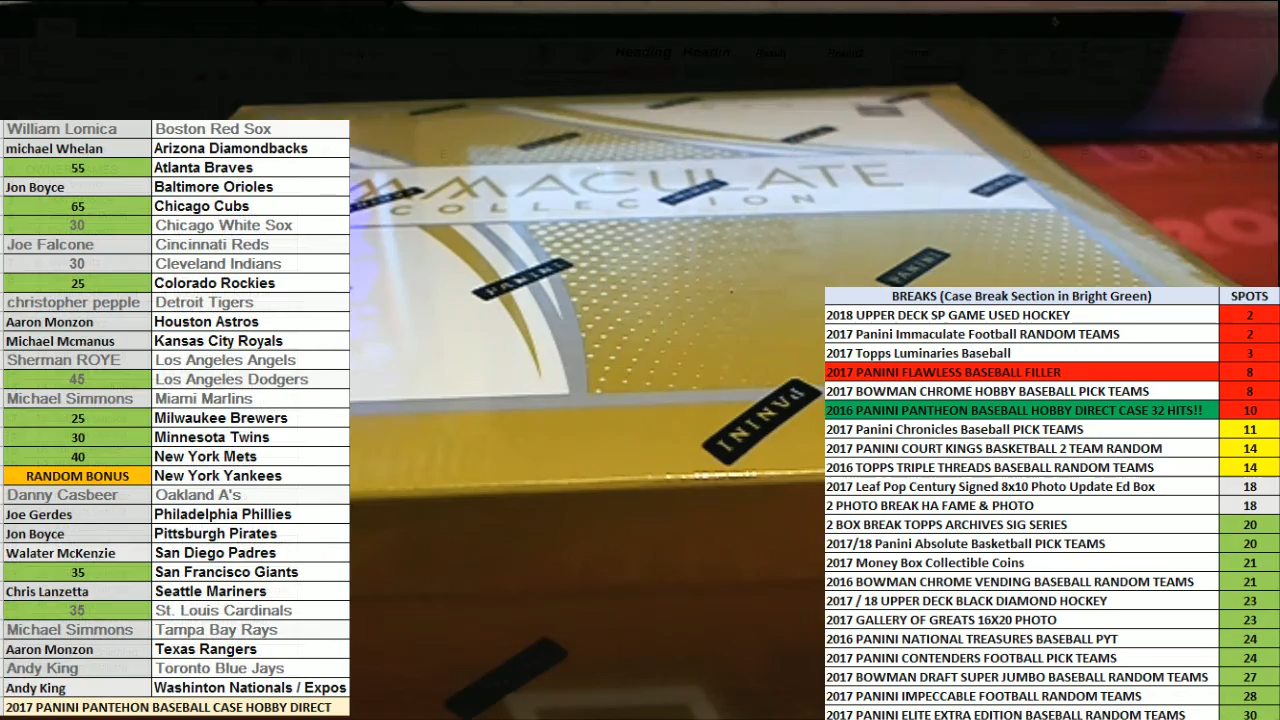 Heading Headin
William Lomica Boston Red Sox
michael Whelan Arizona Diamondbacks
55 Atlanta Braves
Jon Boyce Baltimore Orioles
65 Chicago Cubs
30 Chicago White Sox
Joe Falcone Cincinnati Reds
30 Cleveland Indians
25 Colorado Rockies
christopher pepple Detroit Tigers
Aaron Monzon Houston Astros
Michael Mcmanus Kansas City Royals
Sherman ROYE Los Angeles Angels
45 Los Angeles Dodgers
Michael Simmons Miami Marlins
25 Milwaukee Brewers
30 Minnesota Twins
40 New York Mets
RANDOM BONUS New York Yankees
Danny Casbeer Oakland A's
Joe Gerdes Philadelphia Phillies
Jon Boyce Pittsburgh Pirates
Walater McKenzie San Diego Padres
35 San Francisco Giants
Chris Lanzetta Seattle Mariners
35 St. Louis Cardinals
Michael Simmons Tampa Bay Rays
Aaron Monzon Texas Rangers
Andy King Toronto Blue Jays
Andy King Washinton Nationals / Expos
2017 PANINI PANTEHON BASEBALL CASE HOBBY DIRECT
IMMACULATE
COLLECTION
PANINI
PANINI
PANINI
BREAKS (Case Break Section in Bright Green) SPOTS
2018 UPPER DECK SP GAME USED HOCKEY 2
2017 Panini Immaculate Football RANDOM TEAMS 2
2017 Topps Luminaries Baseball 3
2017 PANINI FLAWLESS BASEBALL FILLER 8
2017 BOWMAN CHROME HOBBY BASEBALL PICK TEAMS 8
2016 PANINI PANTHEON BASEBALL HOBBY DIRECT CASE 32 HITS!! 10
2017 Panini Chronicles Baseball PICK TEAMS 11
2017 PANINI COURT KINGS BASKETBALL 2 TEAM RANDOM 14
2016 TOPPS TRIPLE THREADS BASEBALL RANDOM TEAMS 14
2017 Leaf Pop Century Signed 8x10 Photo Update Ed Box 18
2 PHOTO BREAK HA FAME & PHOTO 18
2 BOX BREAK TOPPS ARCHIVES SIG SERIES 20
2017/18 Panini Absolute Basketball PICK TEAMS 20
2017 Money Box Collectible Coins 21
2016 BOWMAN CHROME VENDING BASEBALL RANDOM TEAMS 21
2017 / 18 UPPER DECK BLACK DIAMOND HOCKEY 23
2017 GALLERY OF GREATS 16X20 PHOTO 23
2016 PANINI NATIONAL TREASURES BASEBALL PYT 24
2017 PANINI CONTENDERS FOOTBALL PICK TEAMS 24
2017 BOWMAN DRAFT SUPER JUMBO BASEBALL RANDOM TEAMS 27
2017 PANINI IMPECCABLE FOOTBALL RANDOM TEAMS 28
2017 PANINI ELITE EXTRA EDITION BASEBALL RANDOM TEAMS 30